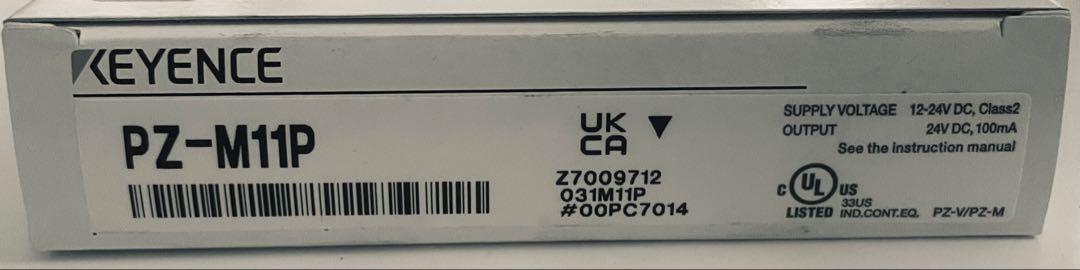 KEYENCE
PZ-M11P
UK
CA
Z7009712
031M11P
#00PC7014
SUPPLY VOLTAGE 12-24V DC, Class2
OUTPUT 24V DC, 100mA
See the instruction manual
C UL US
LISTED 33US IND.CONT.EQ. PZ-V/PZ-M